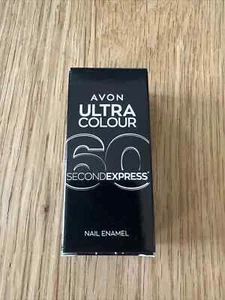 AVON
ULTRA
COLOUR
60
SECONDEXPRESS
NAIL ENAMEL